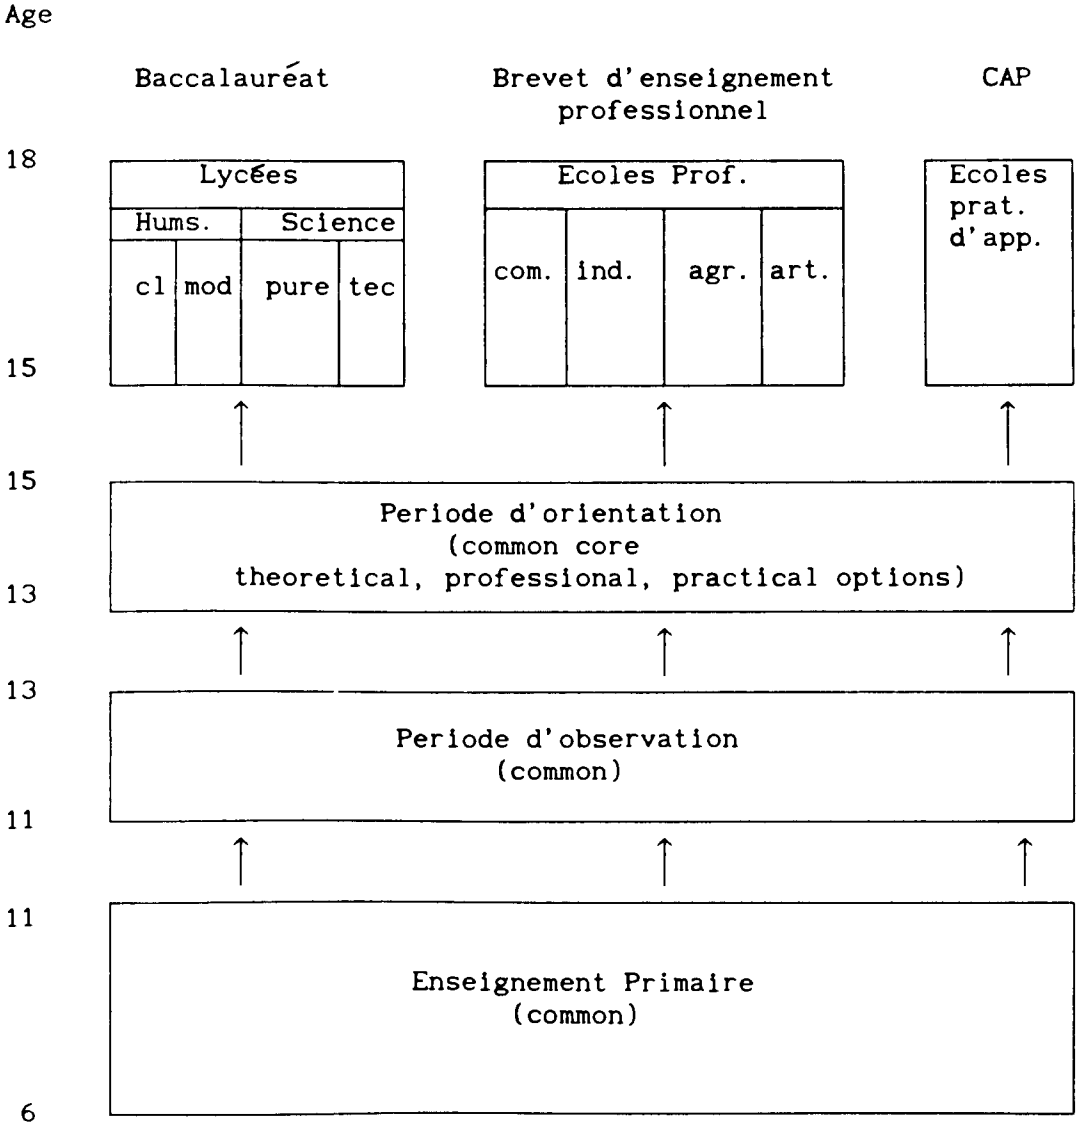 Age
Baccalauréat Brevet d'enseignement CAP
professionnel
18 Lycées Ecoles Prof. Ecoles
prat.
Hums. Science d'app.
com. ind. agr. art.
cl mod pure tec
15
15
Periode d'orientation
(common core
theoretical, professional, practical options)
13
13
Periode d'observation
(common)
11
11
Enseignement Primaire
(common)
6